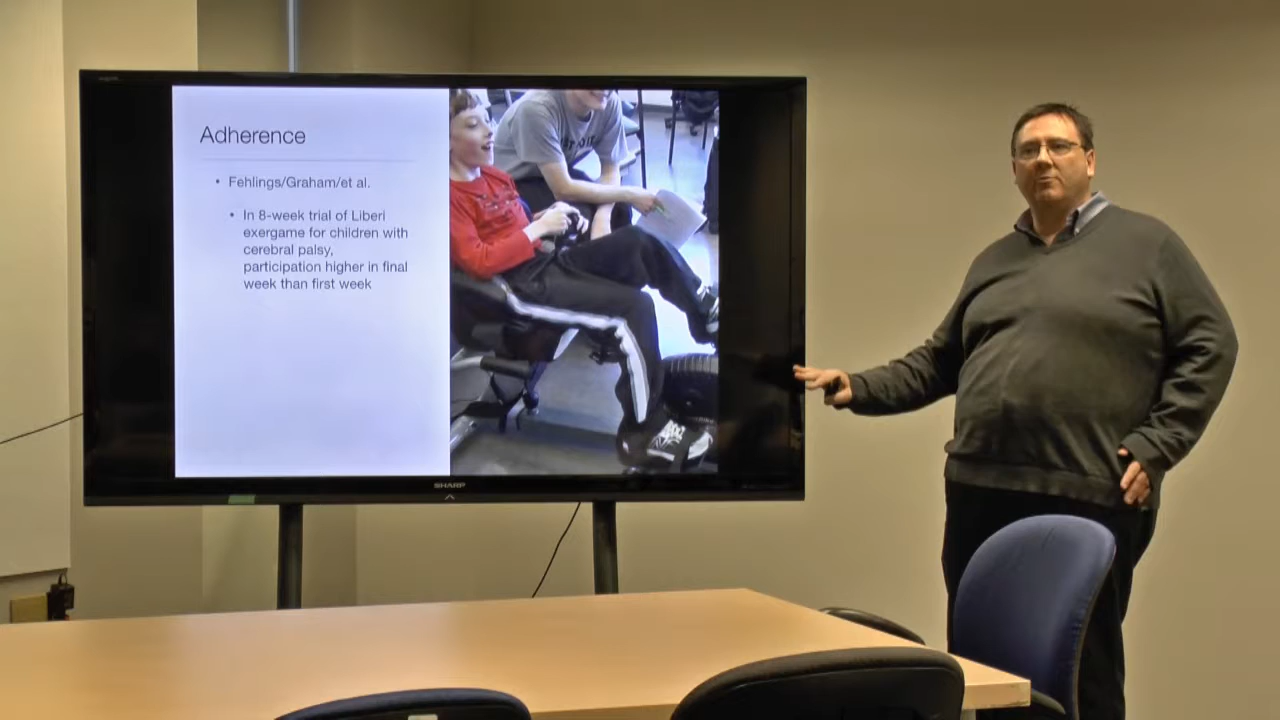 Adherence
• Fehlings/Graham/et al.
• In 8-week trial of Liberi
exergame for children with
cerebral palsy,
participation higher in final
week than first week
SHARP